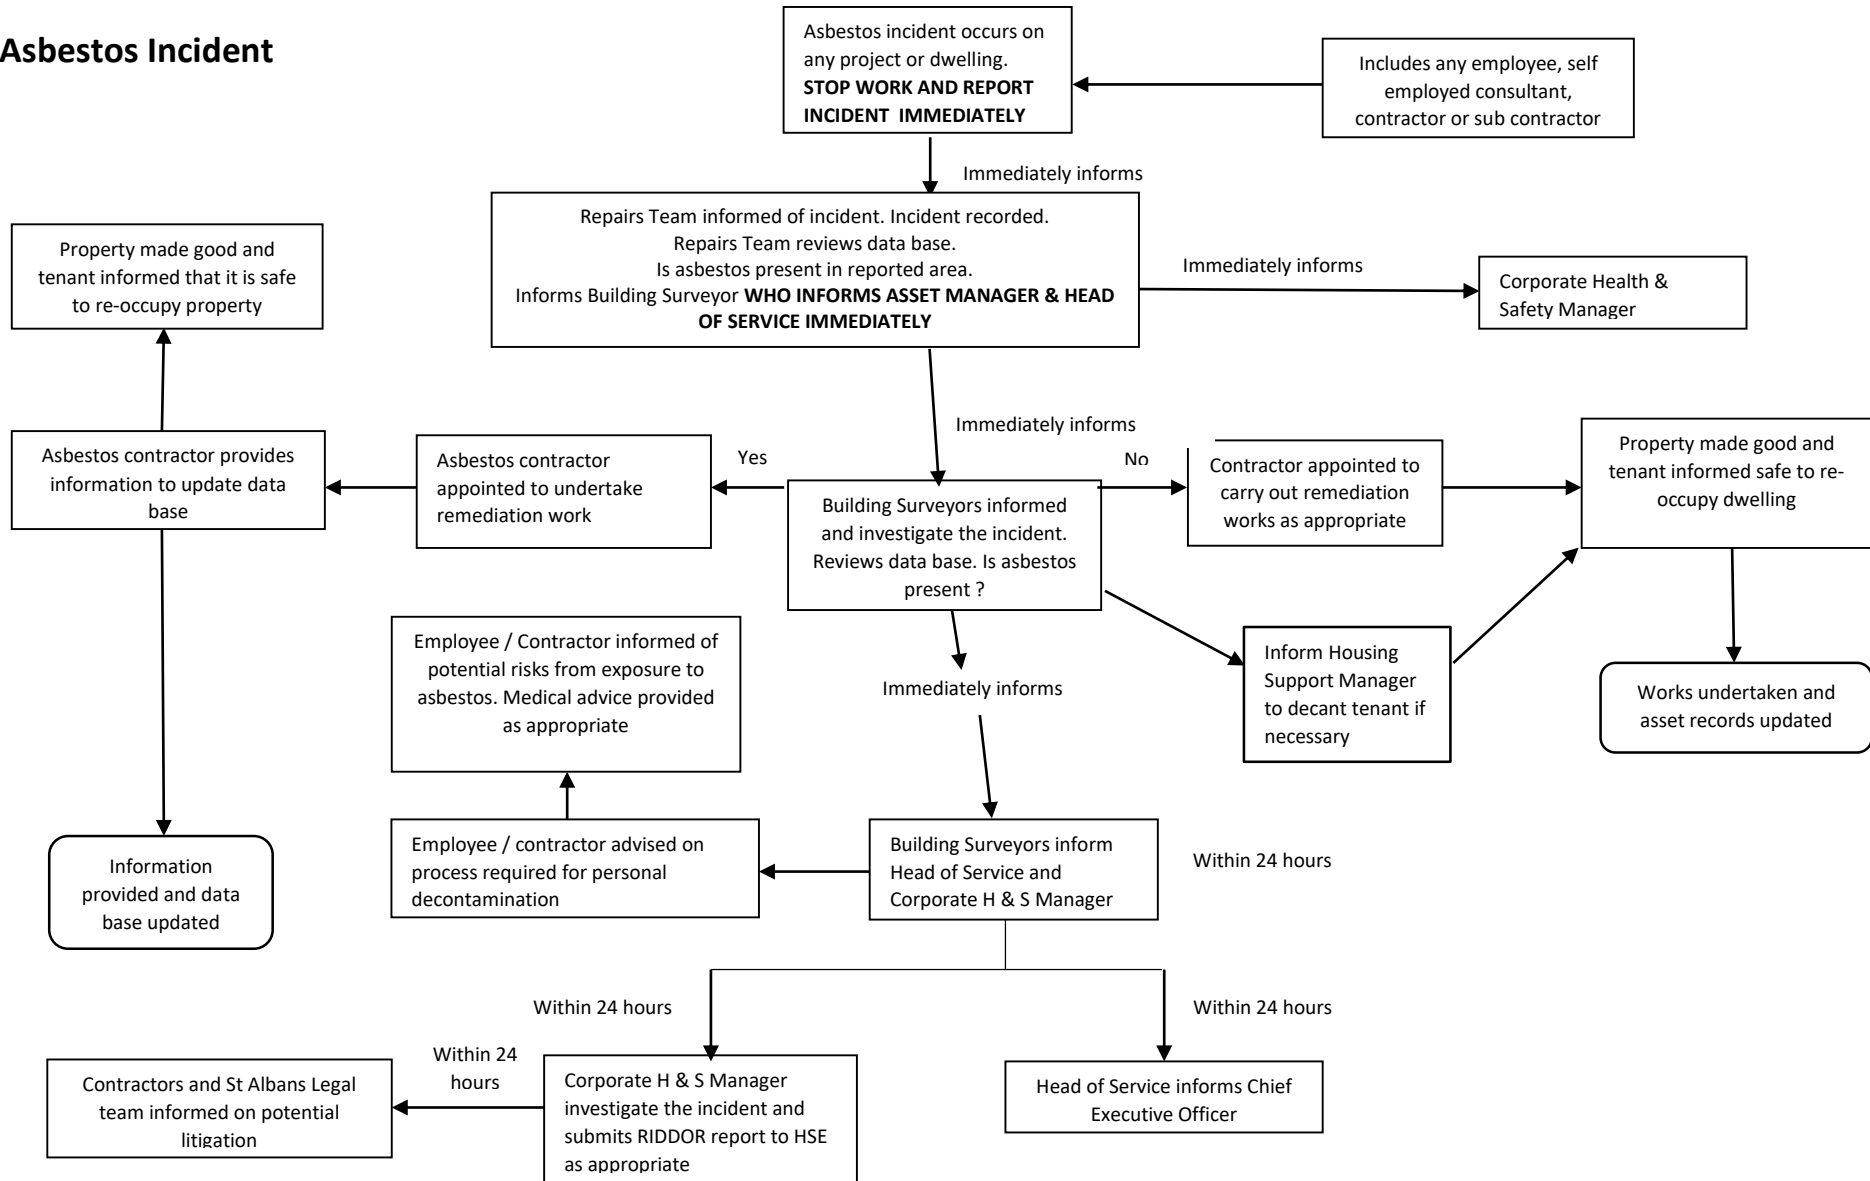 Asbestos Incident
Asbestos incident occurs on
any project or dwelling.
STOP WORK AND REPORT
INCIDENT IMMEDIATELY
Includes any employee, self
employed consultant,
contractor or sub contractor
Immediately informs
Repairs Team informed of incident. Incident recorded.
Repairs Team reviews data base.
Is asbestos present in reported area.
Informs Building Surveyor WHO INFORMS ASSET MANAGER & HEAD
OF SERVICE IMMEDIATELY
Immediately informs
Corporate Health &
Safety Manager
Property made good and
tenant informed that it is safe
to re-occupy property
Immediately informs
Asbestos contractor provides
information to update data
base
Asbestos contractor
appointed to undertake
remediation work
Yes
Building Surveyors informed
and investigate the incident.
Reviews data base. Is asbestos
present ?
No
Contractor appointed to
carry out remediation
works as appropriate
Property made good and
tenant informed safe to re-
occupy dwelling
Employee / Contractor informed of
potential risks from exposure to
asbestos. Medical advice provided
as appropriate
Immediately informs
Inform Housing
Support Manager
to decant tenant if
necessary
Works undertaken and
asset records updated
Information
provided and data
base updated
Employee / contractor advised on
process required for personal
decontamination
Building Surveyors inform
Head of Service and
Corporate H & S Manager
Within 24 hours
Within 24 hours
Within 24 hours
Contractors and St Albans Legal
team informed on potential
litigation
Within 24
hours
Corporate H & S Manager
investigate the incident and
submits RIDDOR report to HSE
as appropriate
Head of Service informs Chief
Executive Officer